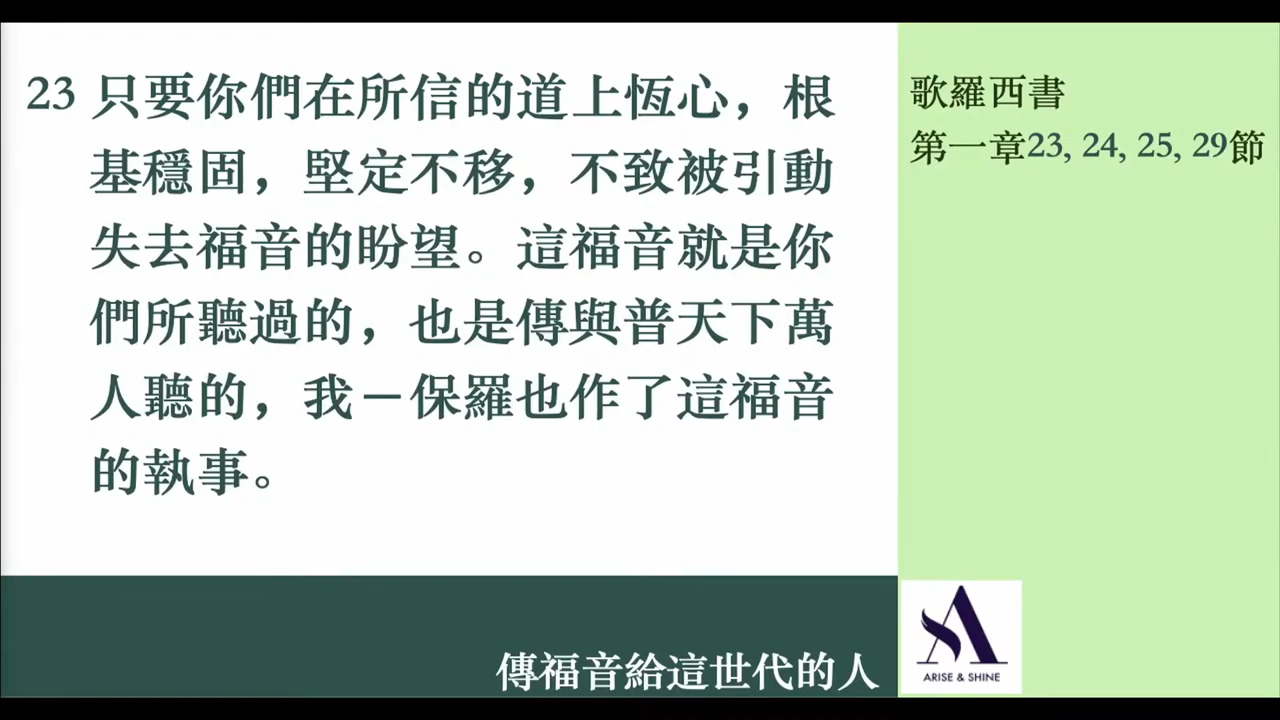 23 只要你們在所信的道上恆心，根
基穩固，堅定不移，不致被引動
失去福音的盼望。這福音就是你
們所聽過的，也是傳與普天下萬
人聽的，我－保羅也作了這福音
的執事。
歌羅西書
第一章23, 24, 25, 29節
傳福音給這世代的人
ARISE & SHINE